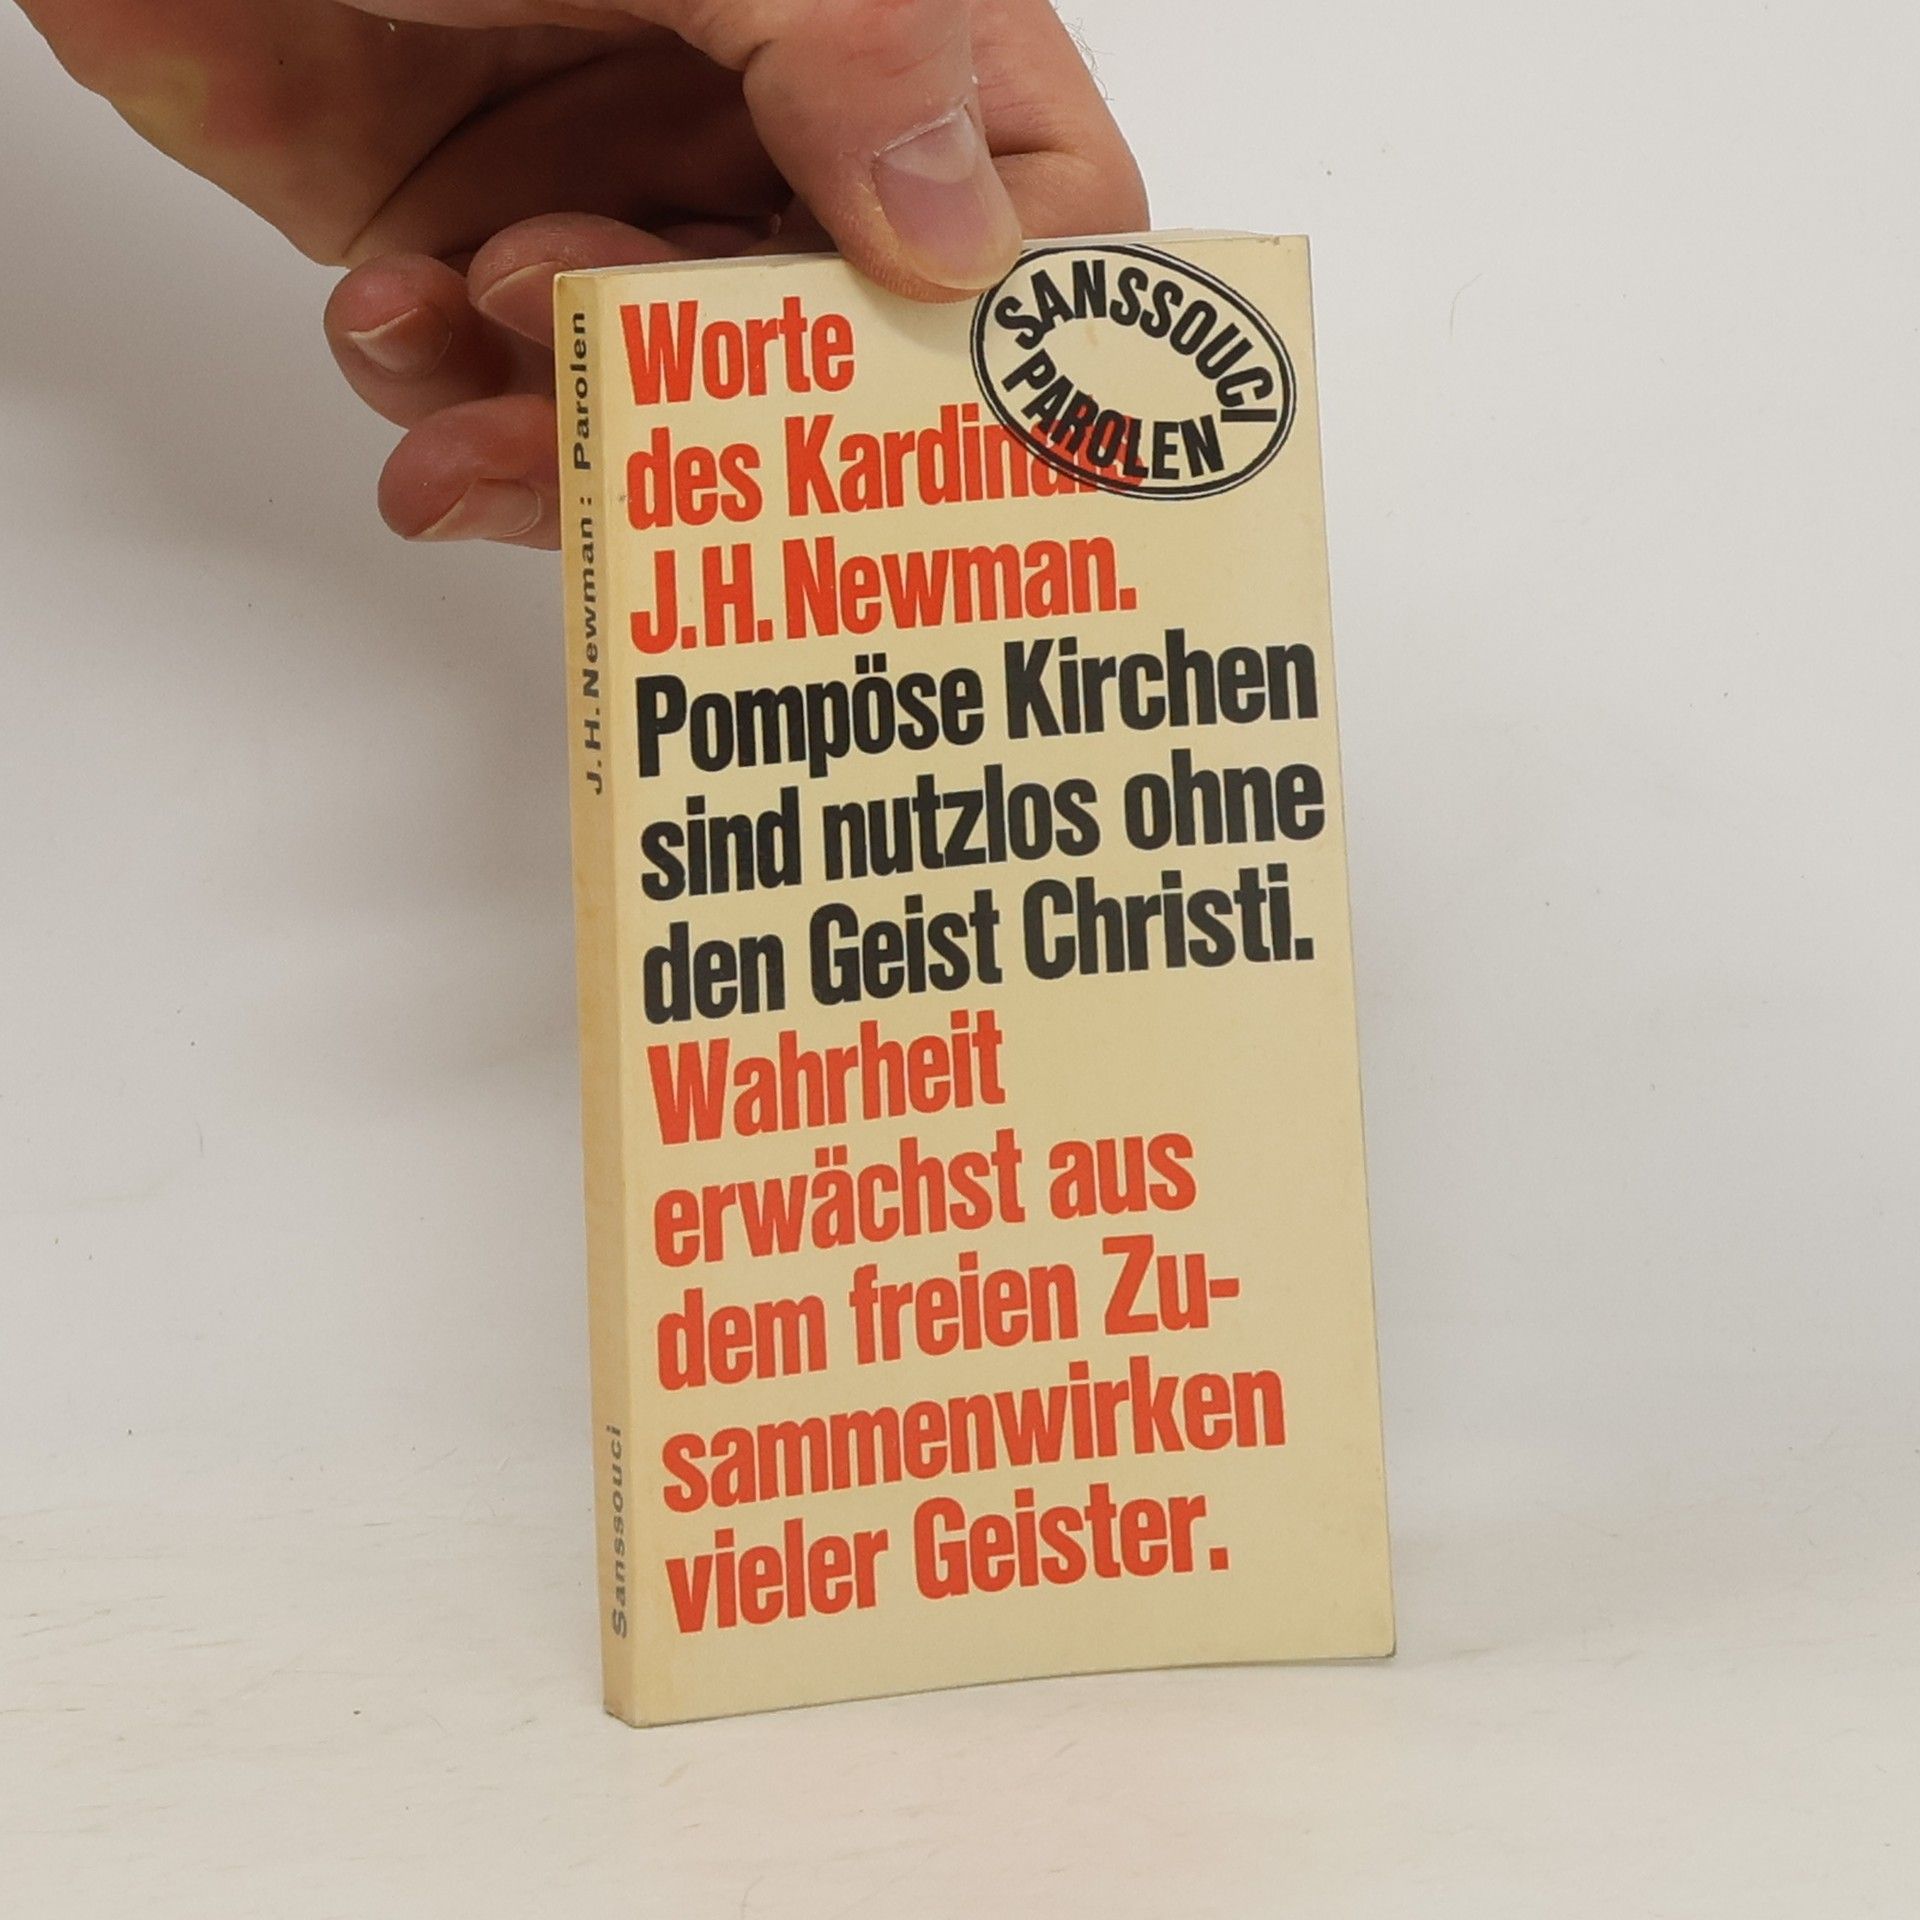 Worte
des Kardinals
J.H. Newman.
Pompöse Kirchen
sind nutzlos ohne
den Geist Christi.
Wahrheit
erwächst aus
dem freien Zu-
sammenwirken
vieler Geister.
SANSSOUCI
PAROLEN
J.H. Newman: Parolen
Sanssouci